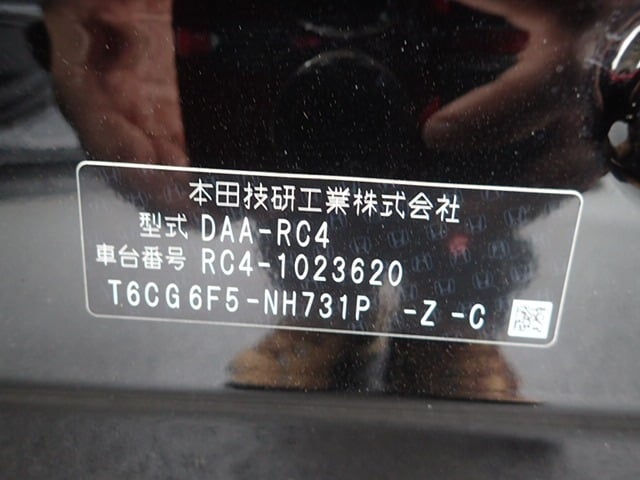 本田技研工業株式会社
型式 DAA-RC4
車台番号 RC4-1023620
T6CG6F5-NH731P -Z-C